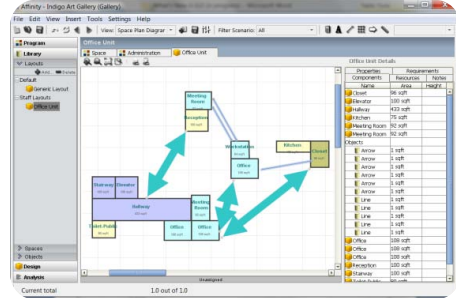 Affinity - Indigo Art Gallery (Gallery)
File Edit View Insert Tools Settings Help
View: Space Plan Diagrar
Filter Scenario: All
Program
Library
Layouts
Add..
Default
Generic Layout
Staff Layouts
Office Unit
Spaces
Objects
Design
Analysis
Office Unit
Space
Administration
Office Unit
Meeting
Room
Reception
Workstation
Office
Kitchen
Closet
Stairway
Elevator
Hallway
Meeting
Room
Toilet Public
Office
Office
Unassigned
Office Unit Details
Properties Requirements
Components Resources Notes
Name Area Height
Closet 96 sqft
Elevator 100 sqft
Hallway 433 sqft
Kitchen 75 sqft
Meeting Room 92 sqft
Meeting Room 92 sqft
Objects
Arrow 1 sqft
Arrow 1 sqft
Arrow 1 sqft
Arrow 1 sqft
Arrow 1 sqft
Arrow 1 sqft
Line 1 sqft
Line 1 sqft
Line 1 sqft
Line 1 sqft
Office 108 sqft
Office 108 sqft
Office 108 sqft
Reception 100 sqft
Stairway 100 sqft
Current total 1.0 out of 1.0